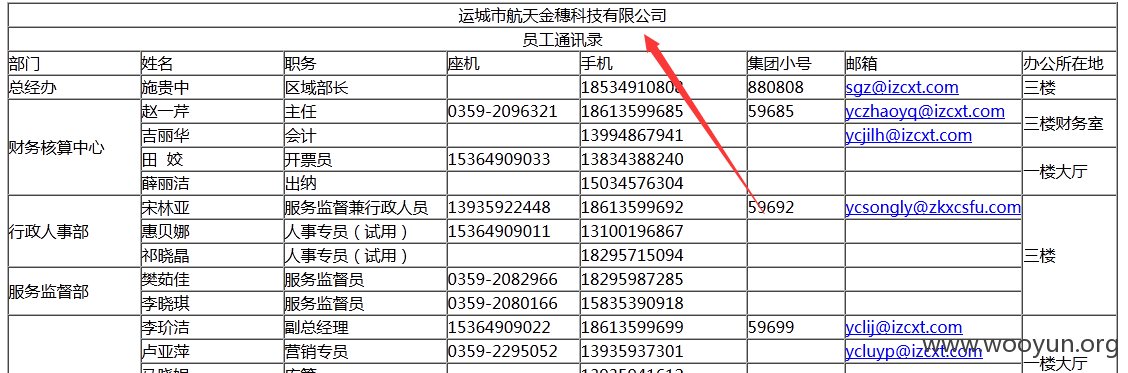 运城市航天金穗科技有限公司
员工通讯录
部门 姓名 职务 座机 手机 集团小号 邮箱 办公所在地
总经办 施贵中 区域部长 18534910808 880808 sgz@izcxt.com 三楼
财务核算中心 赵一芹 主任 0359-2096321 18613599685 59685 yczhaoyq@izcxt.com 三楼财务室
吉丽华 会计 13994867941 ycjilh@izcxt.com
田 姣 开票员 15364909033 13834388240 一楼大厅
薛丽洁 出纳 15034576304
行政人事部 宋林亚 服务监督兼行政人员 13935922448 18613599692 59692 ycsongly@zkxcsfu.com 三楼
惠贝娜 人事专员（试用） 15364909011 13100196867
祁晓晶 人事专员（试用） 18295715094
服务监督部 樊茹佳 服务监督员 0359-2082966 18295987285
李晓琪 服务监督员 0359-2080166 15835390918
李玠洁 副总经理 15364909022 18613599699 59699 yclij@izcxt.com 一楼大厅
卢亚萍 营销专员 0359-2295052 13935937301 ycluyp@izcxt.com
www.wooyun.org